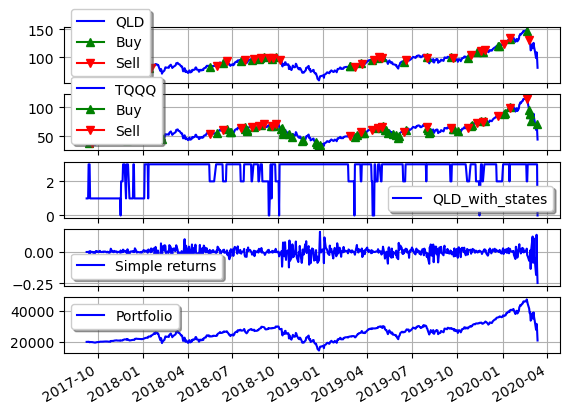 150
100
QLD
Buy
Sell
100
50
TQQQ
Buy
Sell
2
0
QLD_with_states
0.00
−0.25
Simple returns
40000
20000
Portfolio
2017-10
2018-01
2018-04
2018-07
2018-10
2019-01
2019-04
2019-07
2019-10
2020-01
2020-04